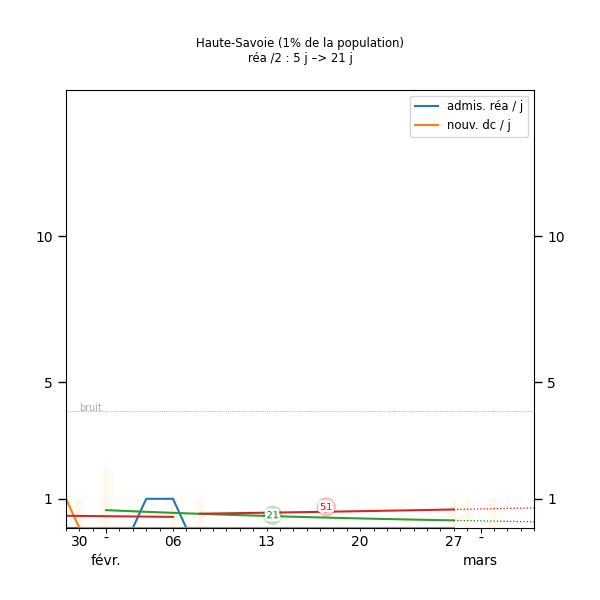 Haute-Savoie (1% de la population)
réa /2 : 5 j –> 21 j
admis. réa / j
nouv. dc / j
10
10
5
5
bruit
1
1
51
21
30
-
06
13
20
27
-
févr.
mars